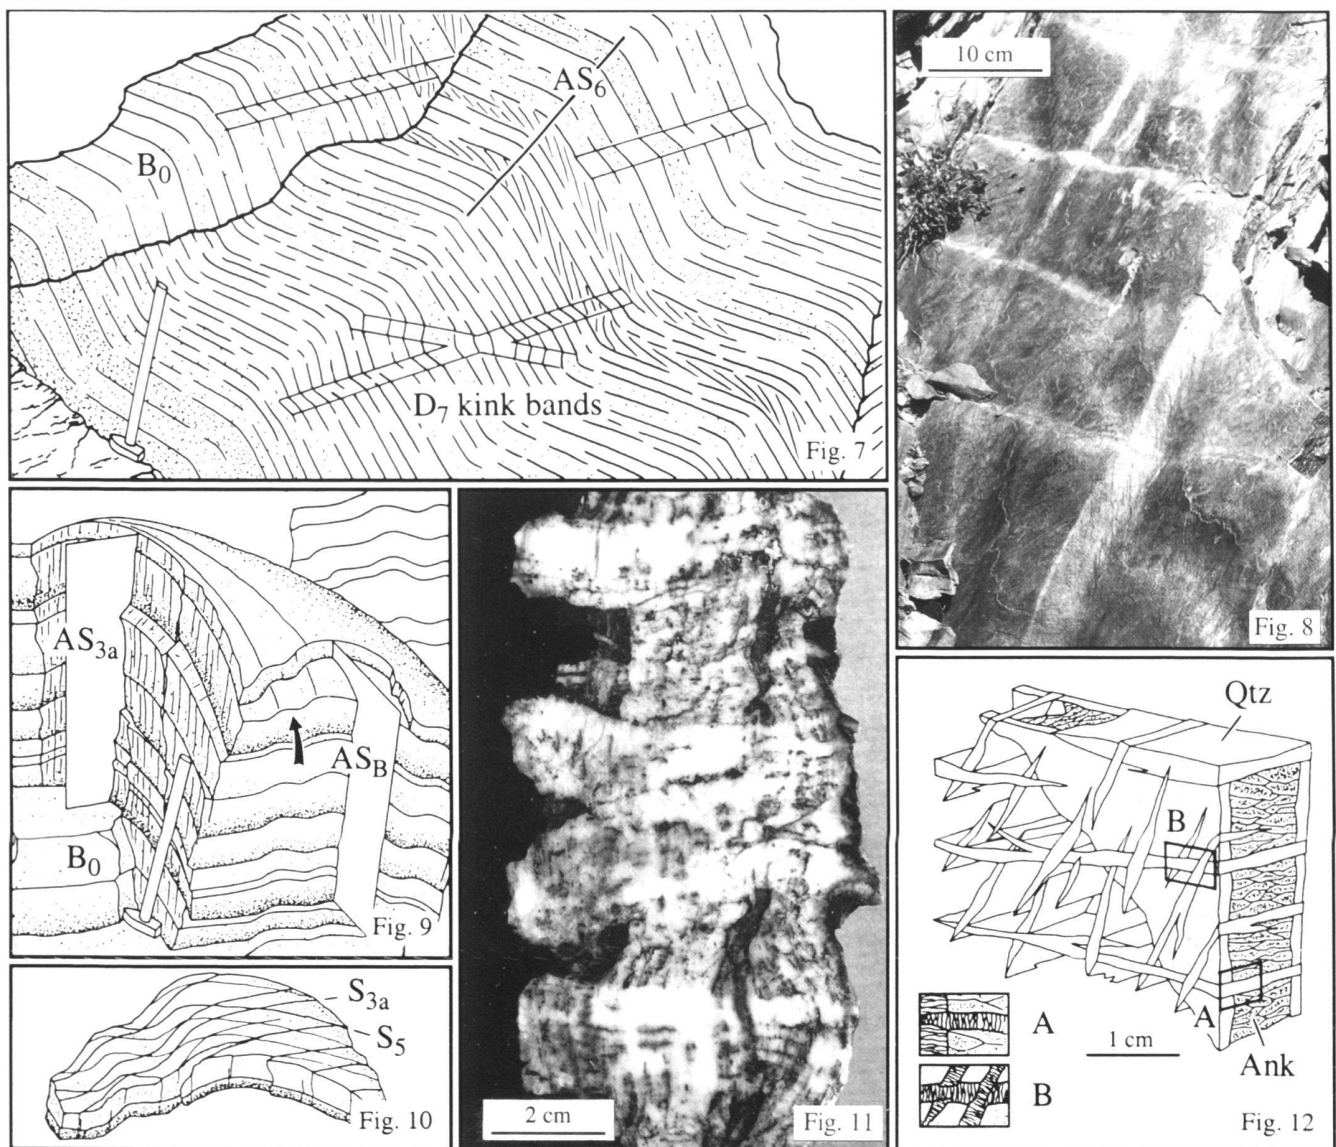 AS6
B0
D7 kink bands
Fig. 7
10 cm
Fig. 8
AS3a
ASB
B0
Fig. 9
S3a
S5
Fig. 10
2 cm
Fig. 11
Qtz
B
A
A
1 cm
Ank
B
Fig. 12